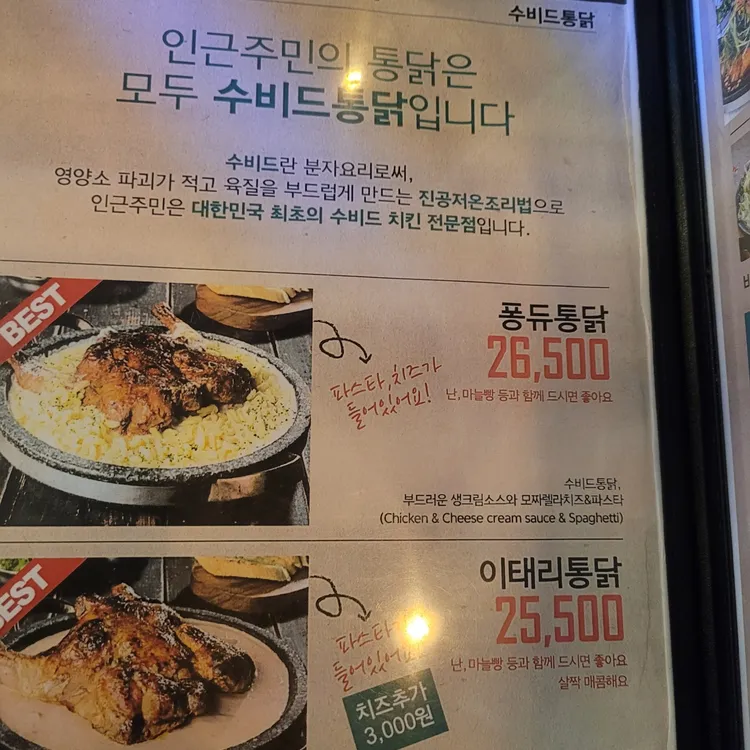 수비드통닭
인근주민의 통닭은
모두 수비드통닭입니다
수비드란 분자요리로써,
영양소 파괴가 적고 육질을 부드럽게 만드는 진공저온조리법으로
인근주민은 대한민국 최초의 수비드 치킨 전문점입니다.
BEST
퐁듀통닭
26,500
파스타,치즈가
들어있어요!
난, 마늘빵 등과 함께 드시면 좋아요
수비드통닭,
부드러운 생크림소스와 모짜렐라치즈&파스타
(Chicken & Cheese cream sauce & Spaghetti)
BEST
이태리통닭
25,500
파스타
들어있어요
난, 마늘빵 등과 함께 드시면 좋아요
살짝 매콤해요
치즈추가
3,000원